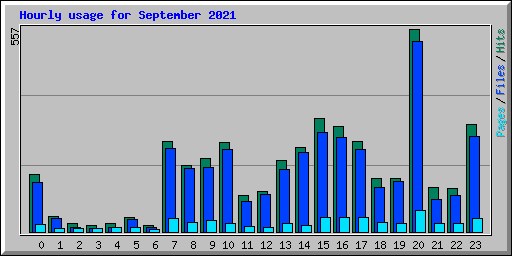 Hourly usage for September 2021
557
Pages / Files / Hits
0 1 2 3 4 5 6 7 8 9 10 11 12 13 14 15 16 17 18 19 20 21 22 23